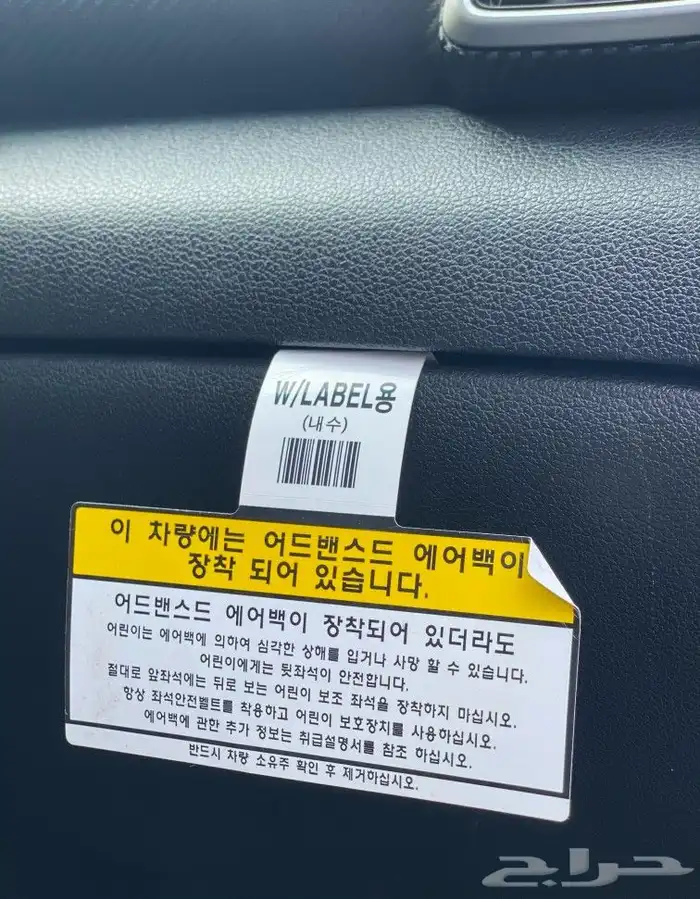 W/LABEL용
(내수)
이 차량에는 어드밴스드 에어백이
장착 되어 있습니다.
어드밴스드 에어백이 장착되어 있더라도
어린이는 에어백에 의하여 심각한 상해를 입거나 사망 할 수 있습니다.
어린이에게는 뒷좌석이 안전합니다.
절대로 앞좌석에는 뒤로 보는 어린이 보조 좌석을 장착하지 마십시오.
항상 좌석안전벨트를 착용하고 어린이 보호장치를 사용하십시오.
에어백에 관한 추가 정보는 취급설명서를 참조 하십시오.
반드시 차량 소유주 확인 후 제거하십시오.
حراج